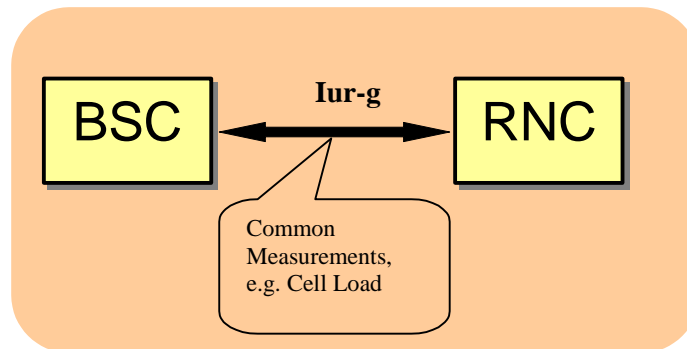 Iur-g
BSC
RNC
Common
Measurements,
e.g. Cell Load